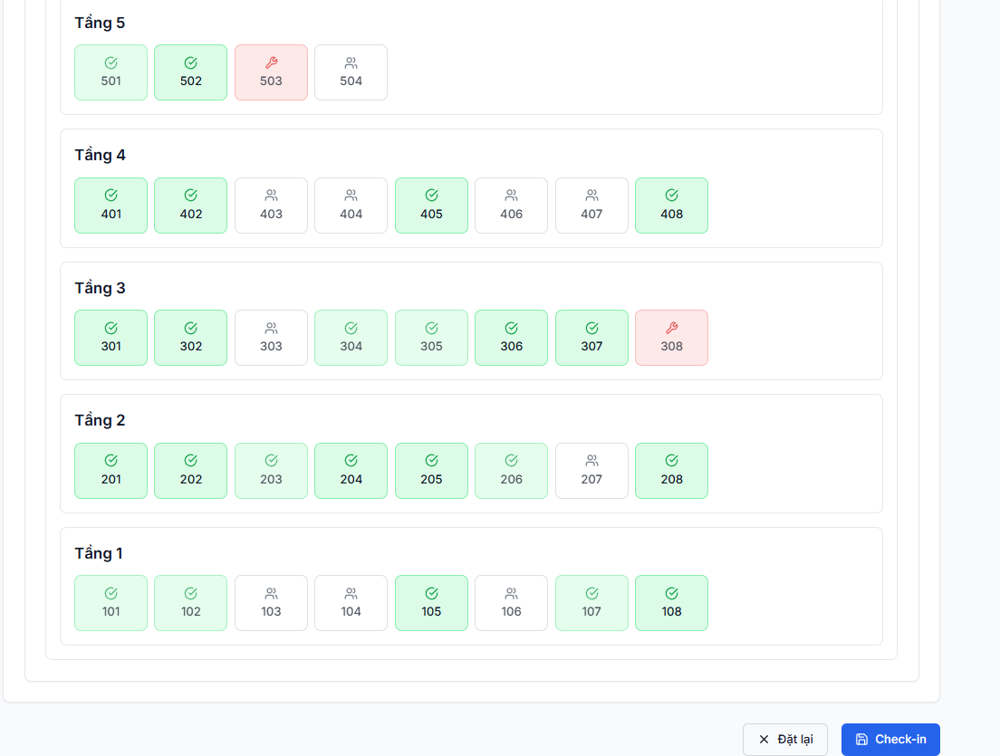 Tầng 5
501 502 503 504
Tầng 4
401 402 403 404 405 406 407 408
Tầng 3
301 302 303 304 305 306 307 308
Tầng 2
201 202 203 204 205 206 207 208
Tầng 1
101 102 103 104 105 106 107 108
Đặt lại Check-in